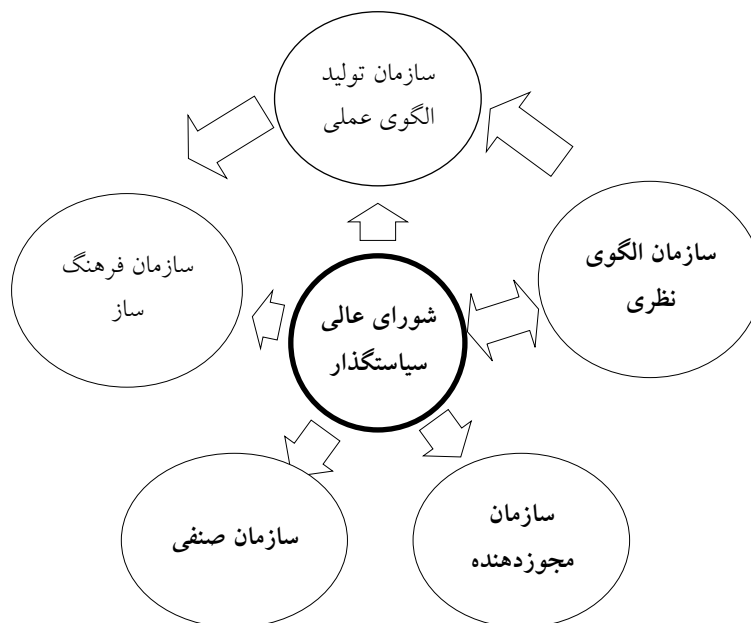 سازمان تولید
الگوی عملی
سازمان الگوی
نظری
سازمان فرهنگ
ساز
شورای عالی
سیاستگذار
سازمان
مجوزدهنده
سازمان صنفی